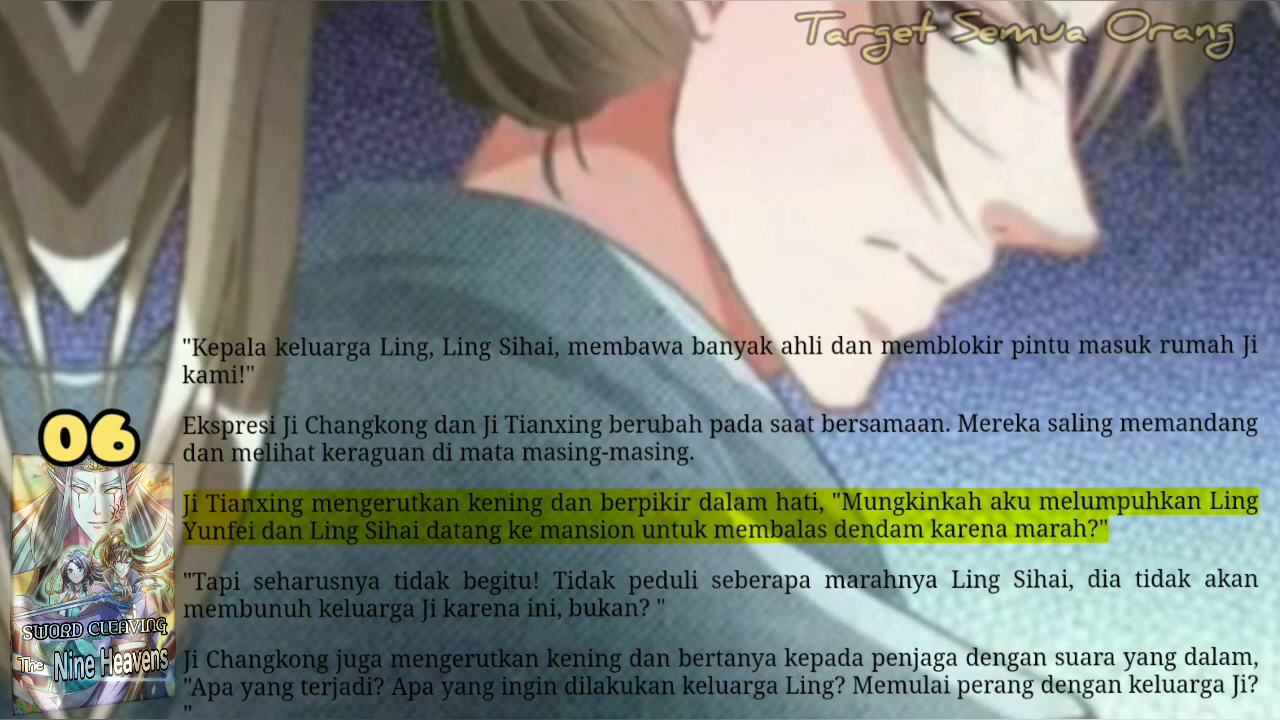 Target Semua Orang
"Kepala keluarga Ling, Ling Sihai, membawa banyak ahli dan memblokir pintu masuk rumah Ji
kami!"
Ekspresi Ji Changkong dan Ji Tianxing berubah pada saat bersamaan. Mereka saling memandang
dan melihat keraguan di mata masing-masing.
Ji Tianxing mengerutkan kening dan berpikir dalam hati, "Mungkinkah aku melumpuhkan Ling
Yunfei dan Ling Sihai datang ke mansion untuk membalas dendam karena marah?"
"Tapi seharusnya tidak begitu! Tidak peduli seberapa marahnya Ling Sihai, dia tidak akan
membunuh keluarga Ji karena ini, bukan? "
Ji Changkong juga mengerutkan kening dan bertanya kepada penjaga dengan suara yang dalam,
"Apa yang terjadi? Apa yang ingin dilakukan keluarga Ling? Memulai perang dengan keluarga Ji?
"
06
SWORD CLEAVING
The Nine Heavens